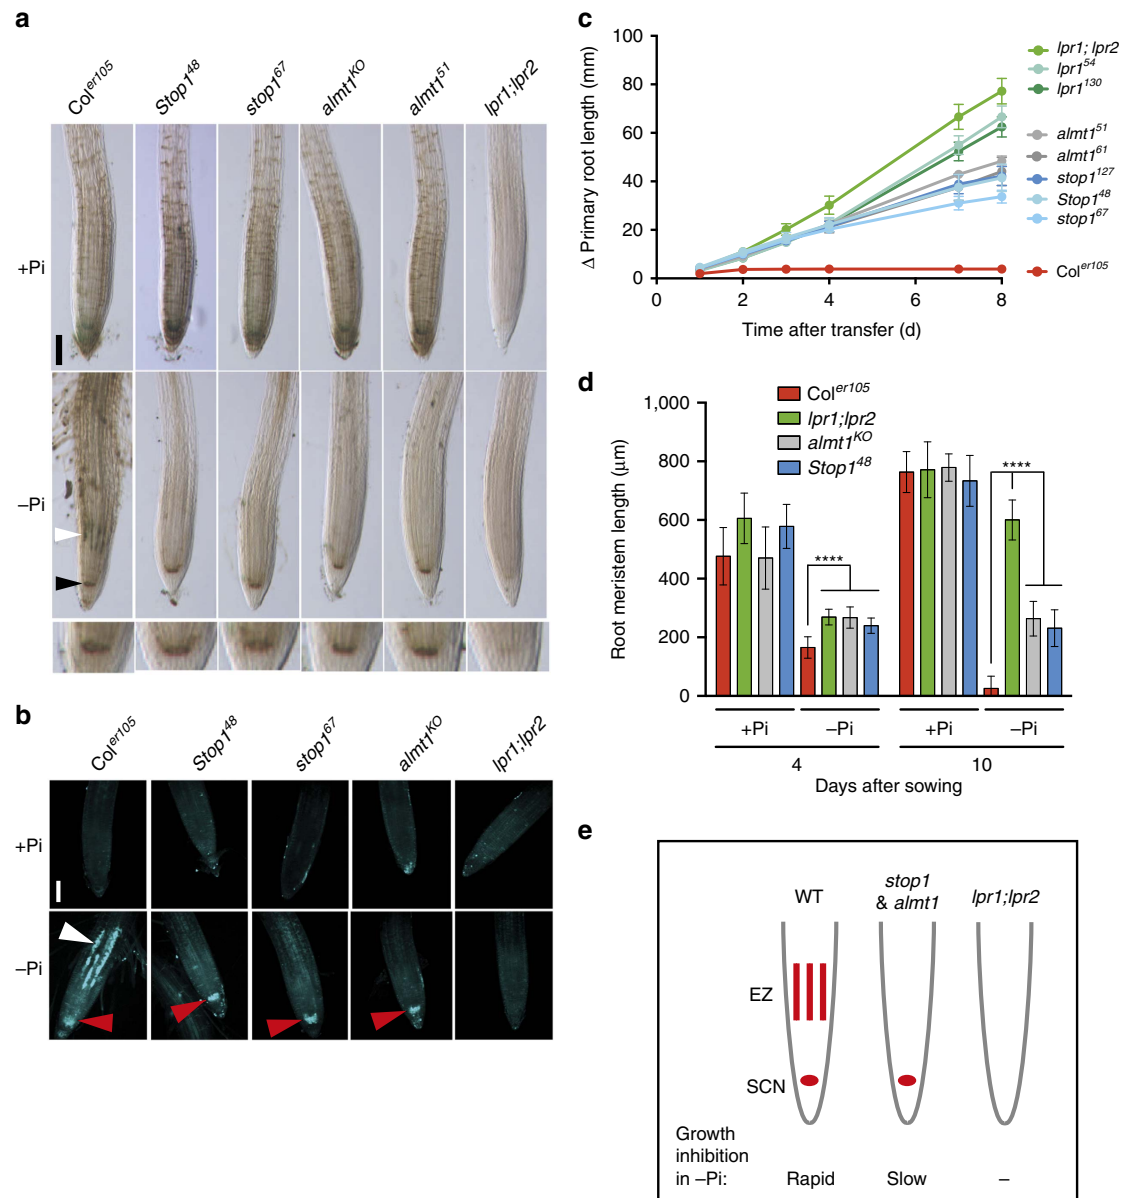 a
Col^er105
Stop1^48
stop1^67
almt1^KO
almt1^51
lpr1;lpr2
+Pi
–Pi
b
Col^er105
Stop1^48
stop1^67
almt1^KO
lpr1;lpr2
+Pi
–Pi
c
Δ Primary root length (mm)
100
80
60
40
20
0
0
2
4
6
8
Time after transfer (d)
lpr1; lpr2
lpr1^54
lpr1^130
almt1^51
almt1^61
stop1^127
Stop1^48
stop1^67
Col^er105
d
Root meristem length (μm)
1,000
800
600
400
200
0
Col^er105
lpr1;lpr2
almt1^KO
Stop1^48
****
****
+Pi
–Pi
+Pi
–Pi
4
10
Days after sowing
e
WT
stop1
& almt1
lpr1;lpr2
EZ
SCN
Growth
inhibition
in –Pi:
Rapid
Slow
–